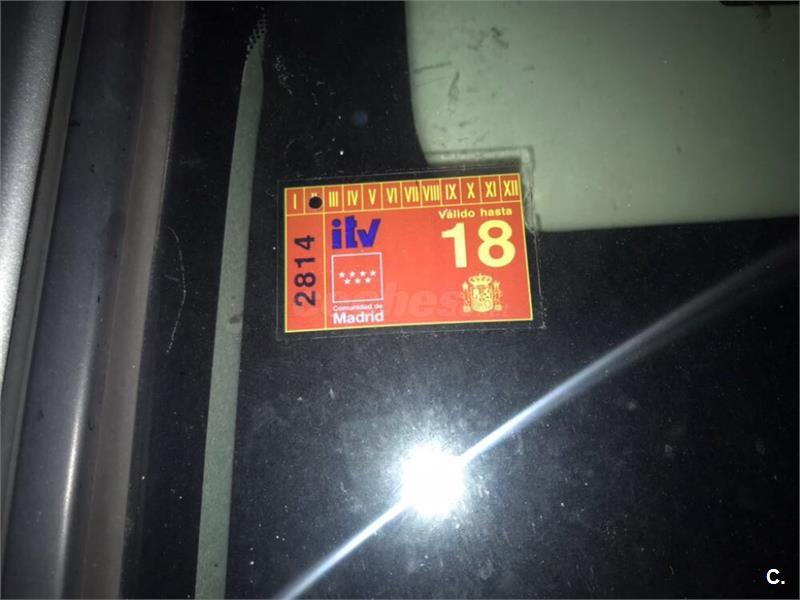 I II III IV V VI VII VIII IX X XI XII
2814
itv
Válido hasta
18
Comunidad de
Madrid
C.